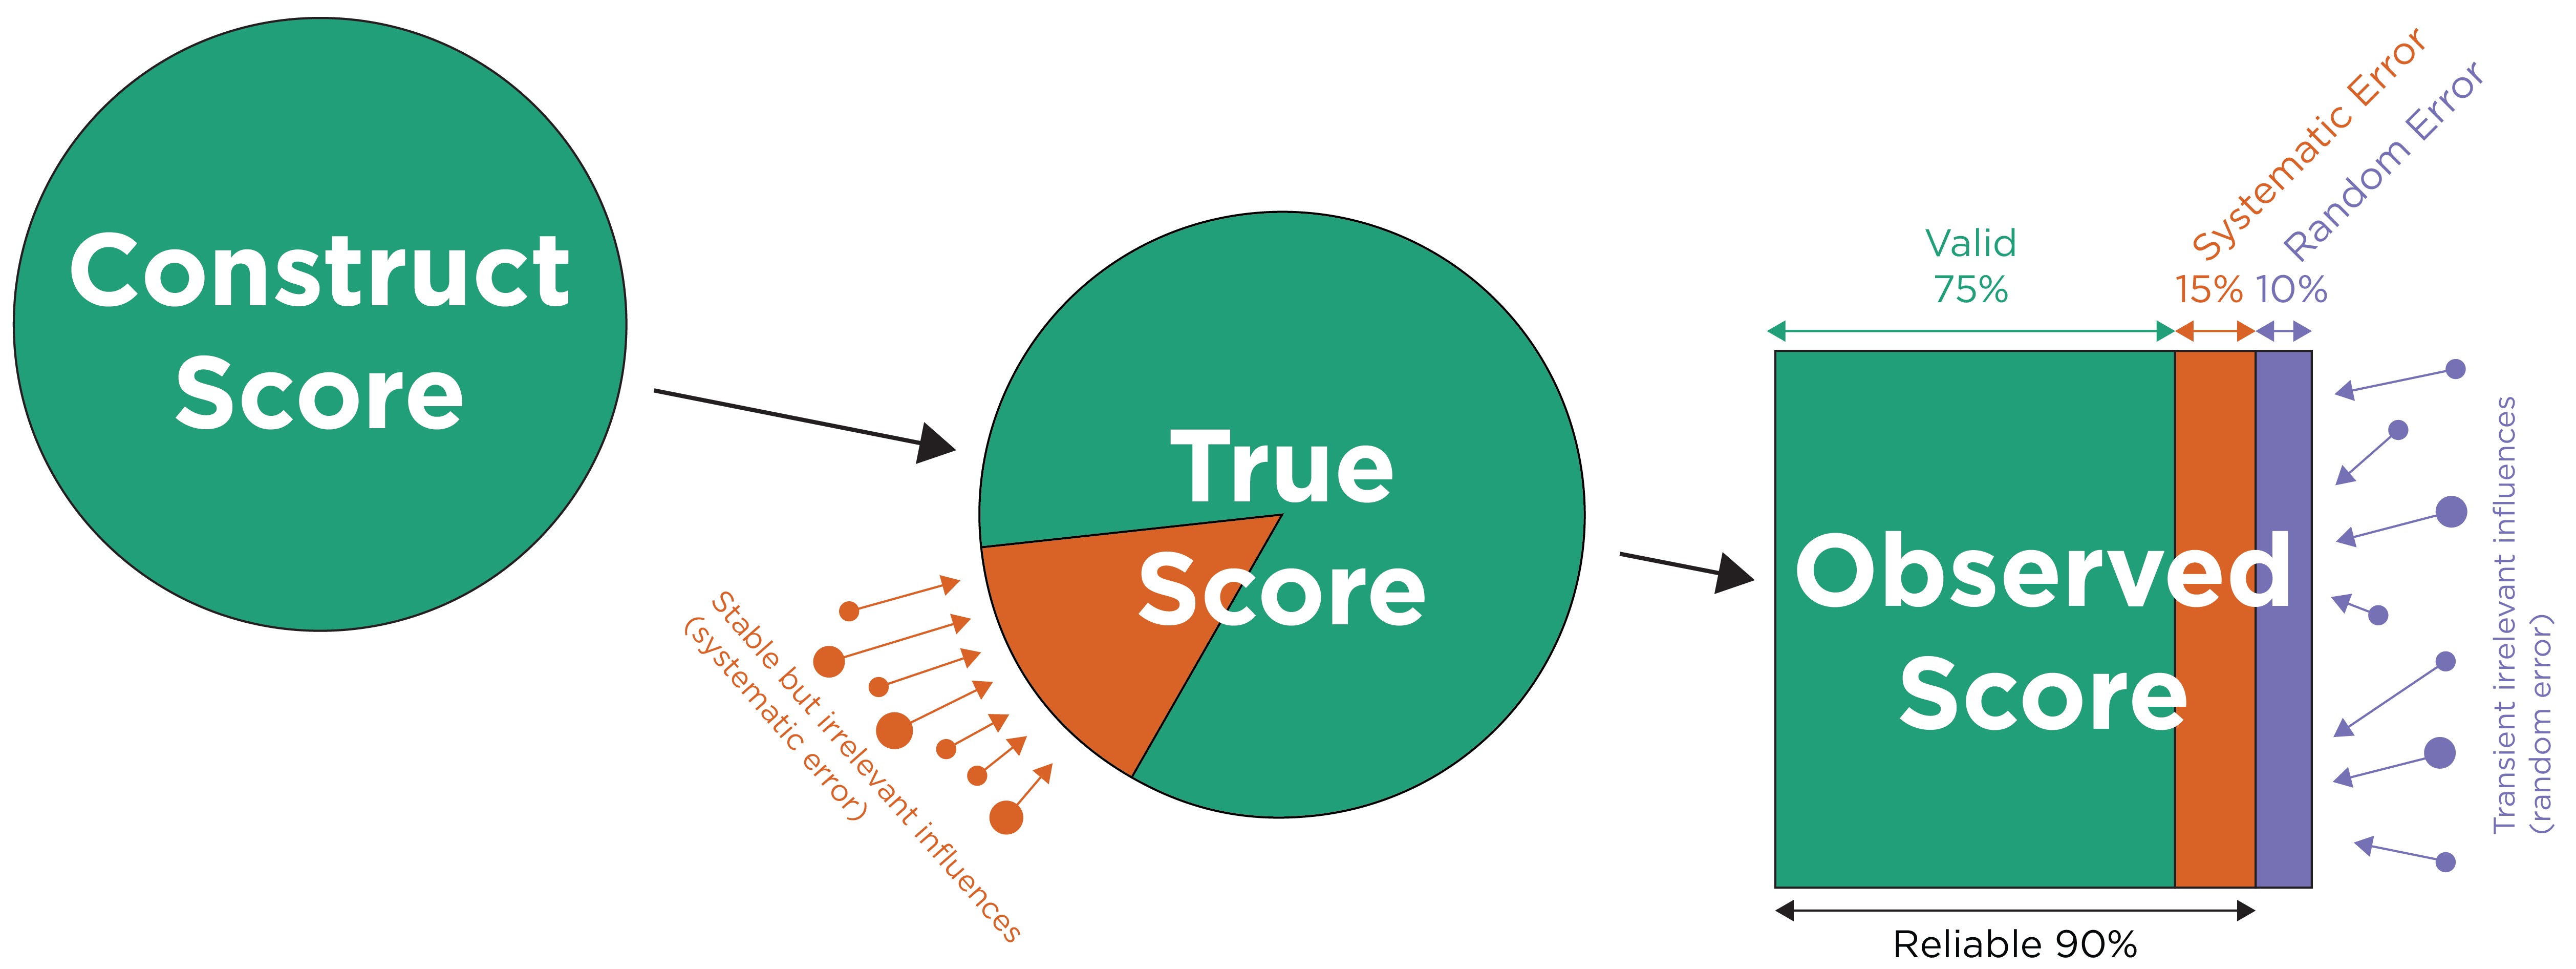 Construct
Score
Stable but irrelevant influences
(systematic error)
True
Score
Valid
75%
Systematic Error
15%
Random Error
10%
Observed
Score
Transient irrelevant influences
(random error)
Reliable 90%